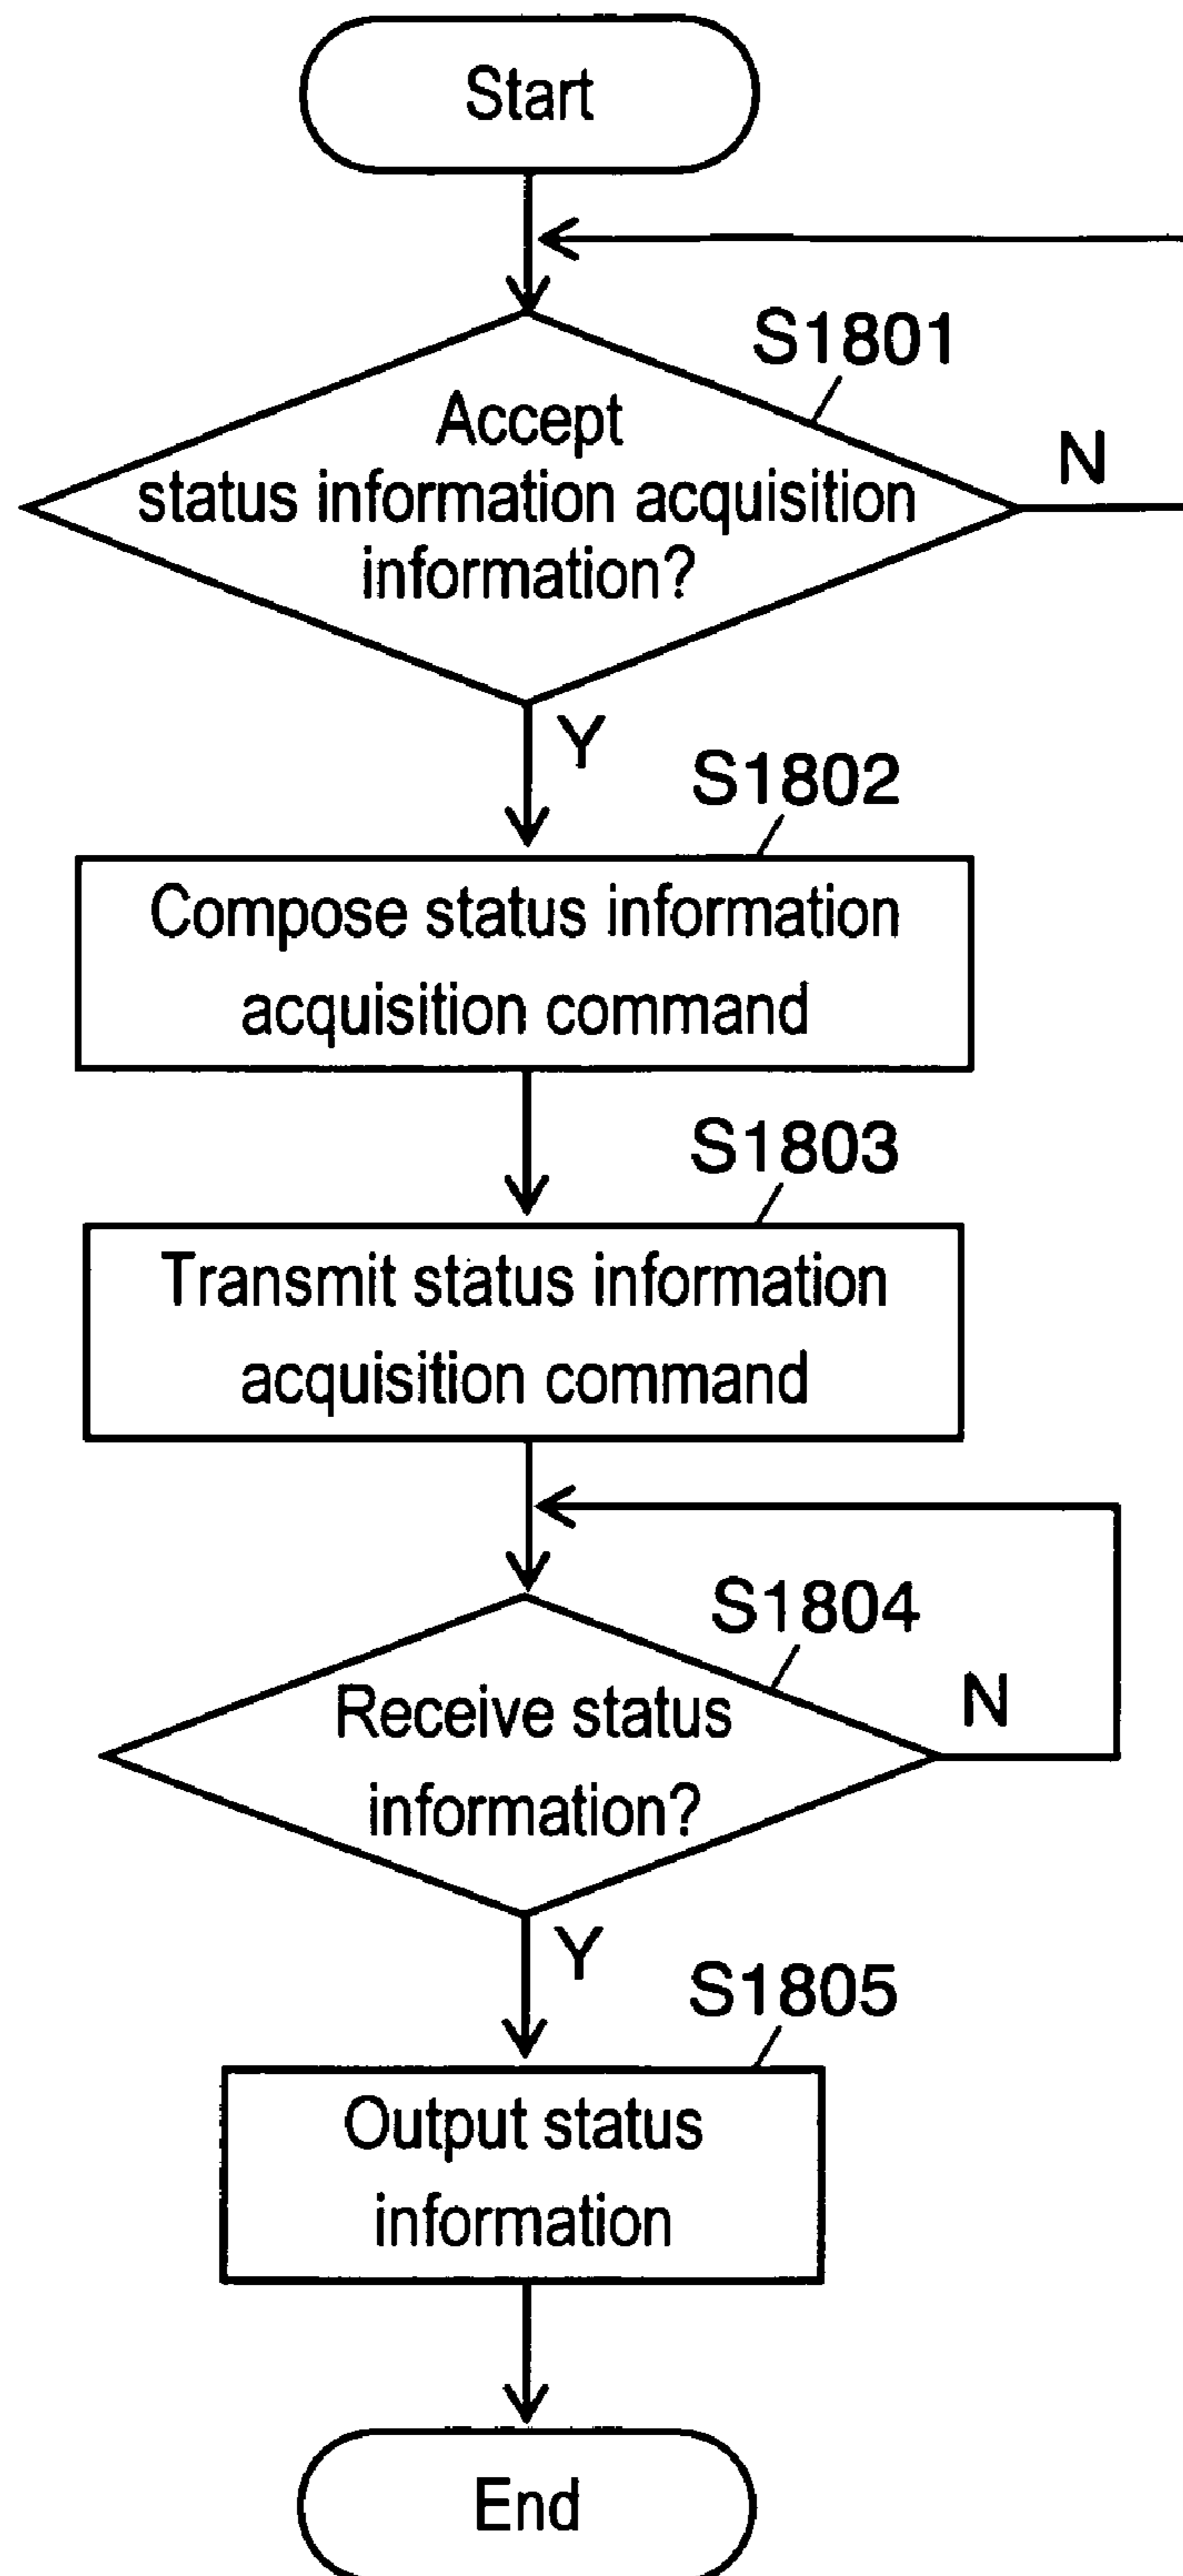 Start
S1801
Accept
status information acquisition
information?
N
Y
S1802
Compose status information
acquisition command
S1803
Transmit status information
acquisition command
S1804
Receive status
information?
N
Y
S1805
Output status
information
End